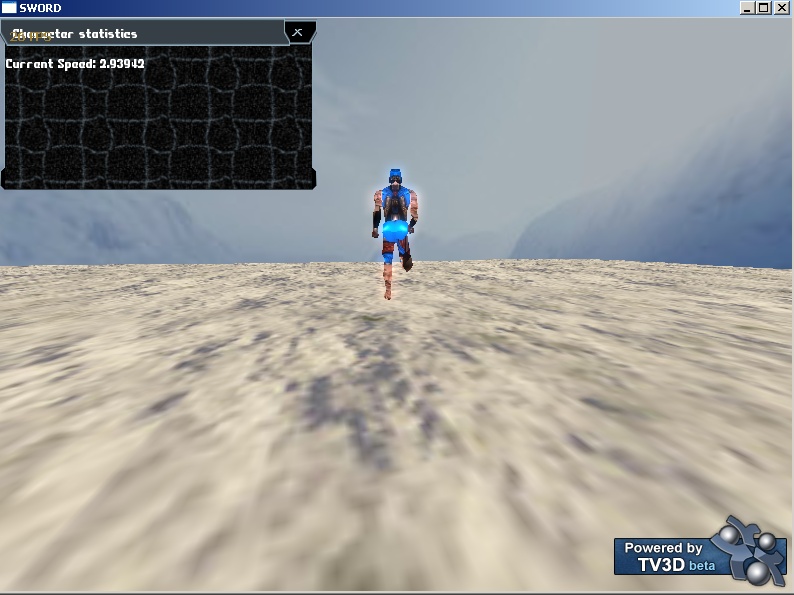 SWORD
Character statistics
Current Speed: 2.93942
Powered by
TV3D beta